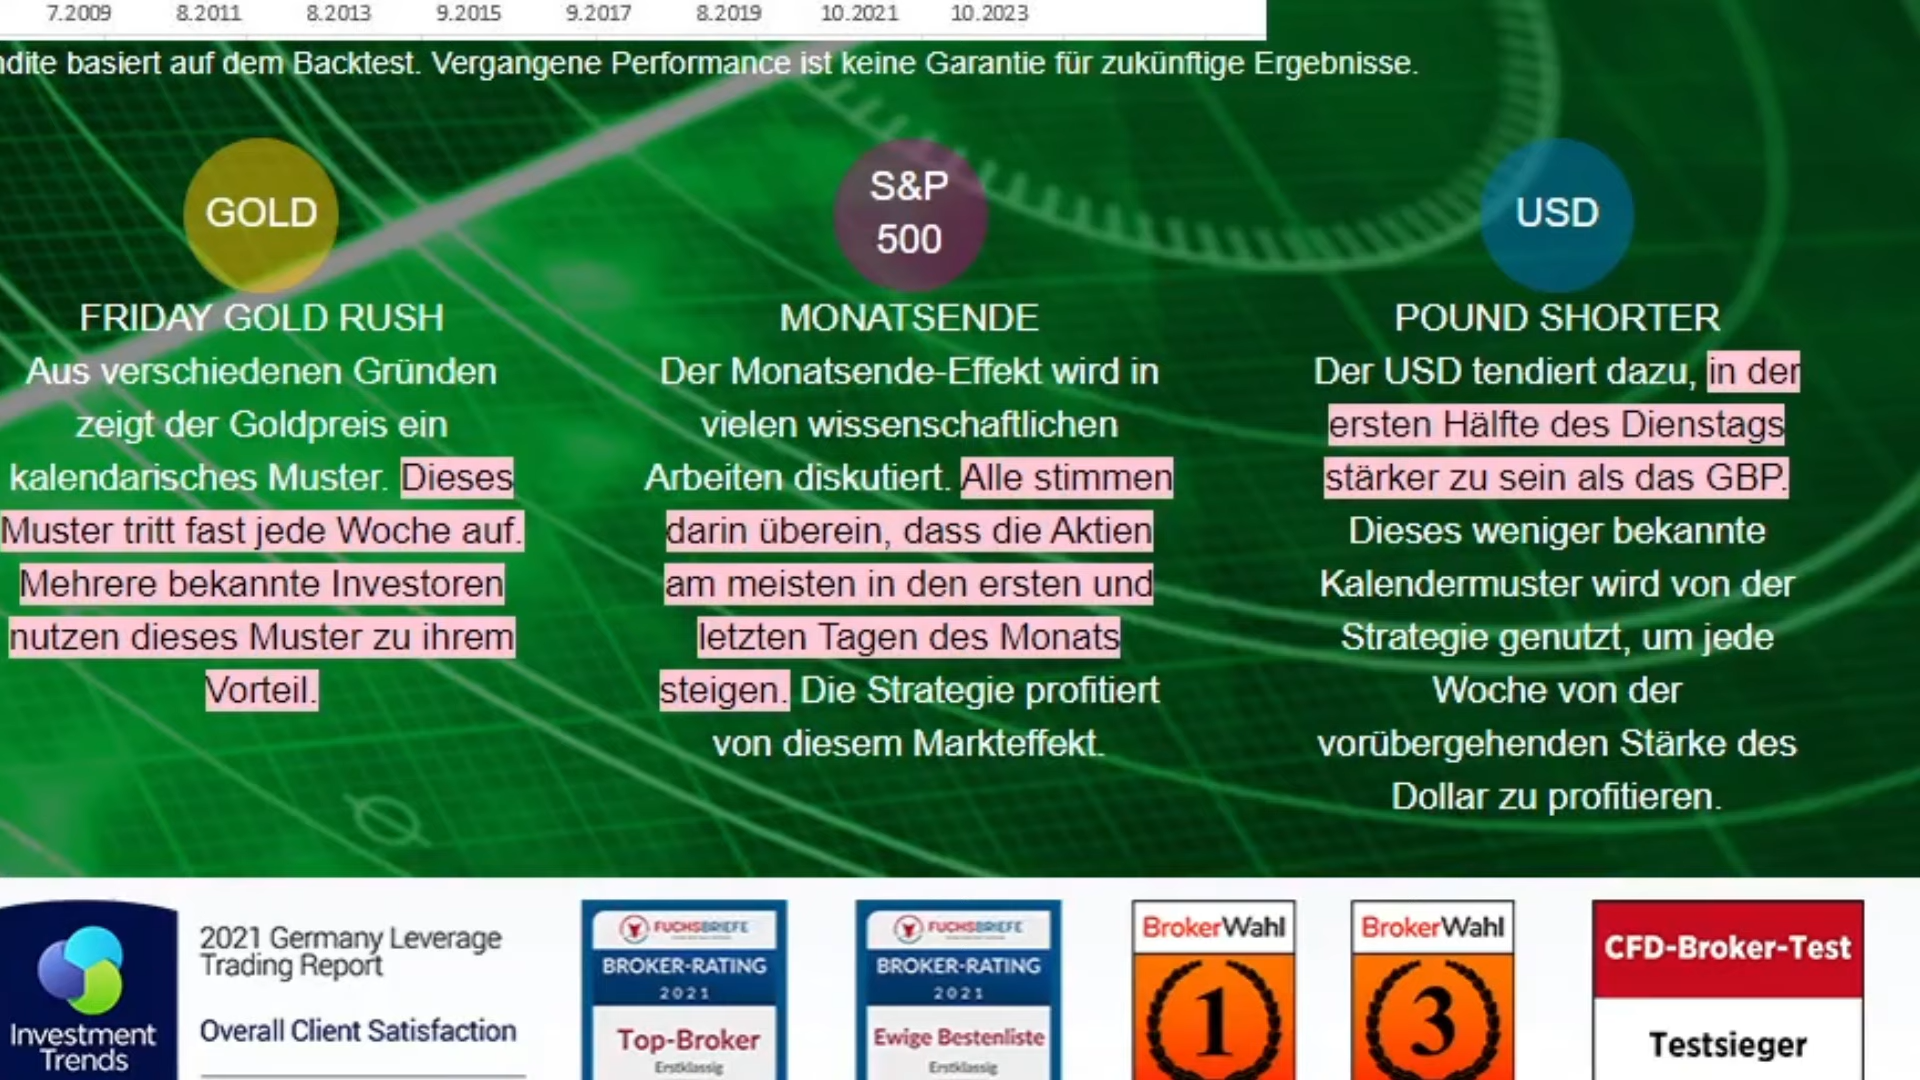 7.2009 8.2011 8.2013 9.2015 9.2017 8.2019 10.2021 10.2023
basiert auf dem Backtest. Vergangene Performance ist keine Garantie für zukünftige Ergebnisse.
GOLD
FRIDAY GOLD RUSH
Aus verschiedenen Gründen
zeigt der Goldpreis ein
kalendarisches Muster. Dieses
Muster tritt fast jede Woche auf.
Mehrere bekannte Investoren
nutzen dieses Muster zu ihrem
Vorteil.
S&P
500
MONATSENDE
Der Monatsende-Effekt wird in
vielen wissenschaftlichen
Arbeiten diskutiert. Alle stimmen
darin überein, dass die Aktien
am meisten in den ersten und
letzten Tagen des Monats
steigen. Die Strategie profitiert
von diesem Markteffekt.
USD
POUND SHORTER
Der USD tendiert dazu, in der
ersten Hälfte des Dienstags
stärker zu sein als das GBP.
Dieses weniger bekannte
Kalendermuster wird von der
Strategie genutzt, um jede
Woche von der
vorübergehenden Stärke des
Dollar zu profitieren.
Investment
Trends
2021 Germany Leverage
Trading Report
Overall Client Satisfaction
FUCHSBRIEFE
BROKER-RATING
2021
Top-Broker
Erstklassig
FUCHSBRIEFE
BROKER-RATING
2021
Ewige Bestenliste
Erstklassig
BrokerWahl
1
BrokerWahl
3
CFD-Broker-Test
Testsieger